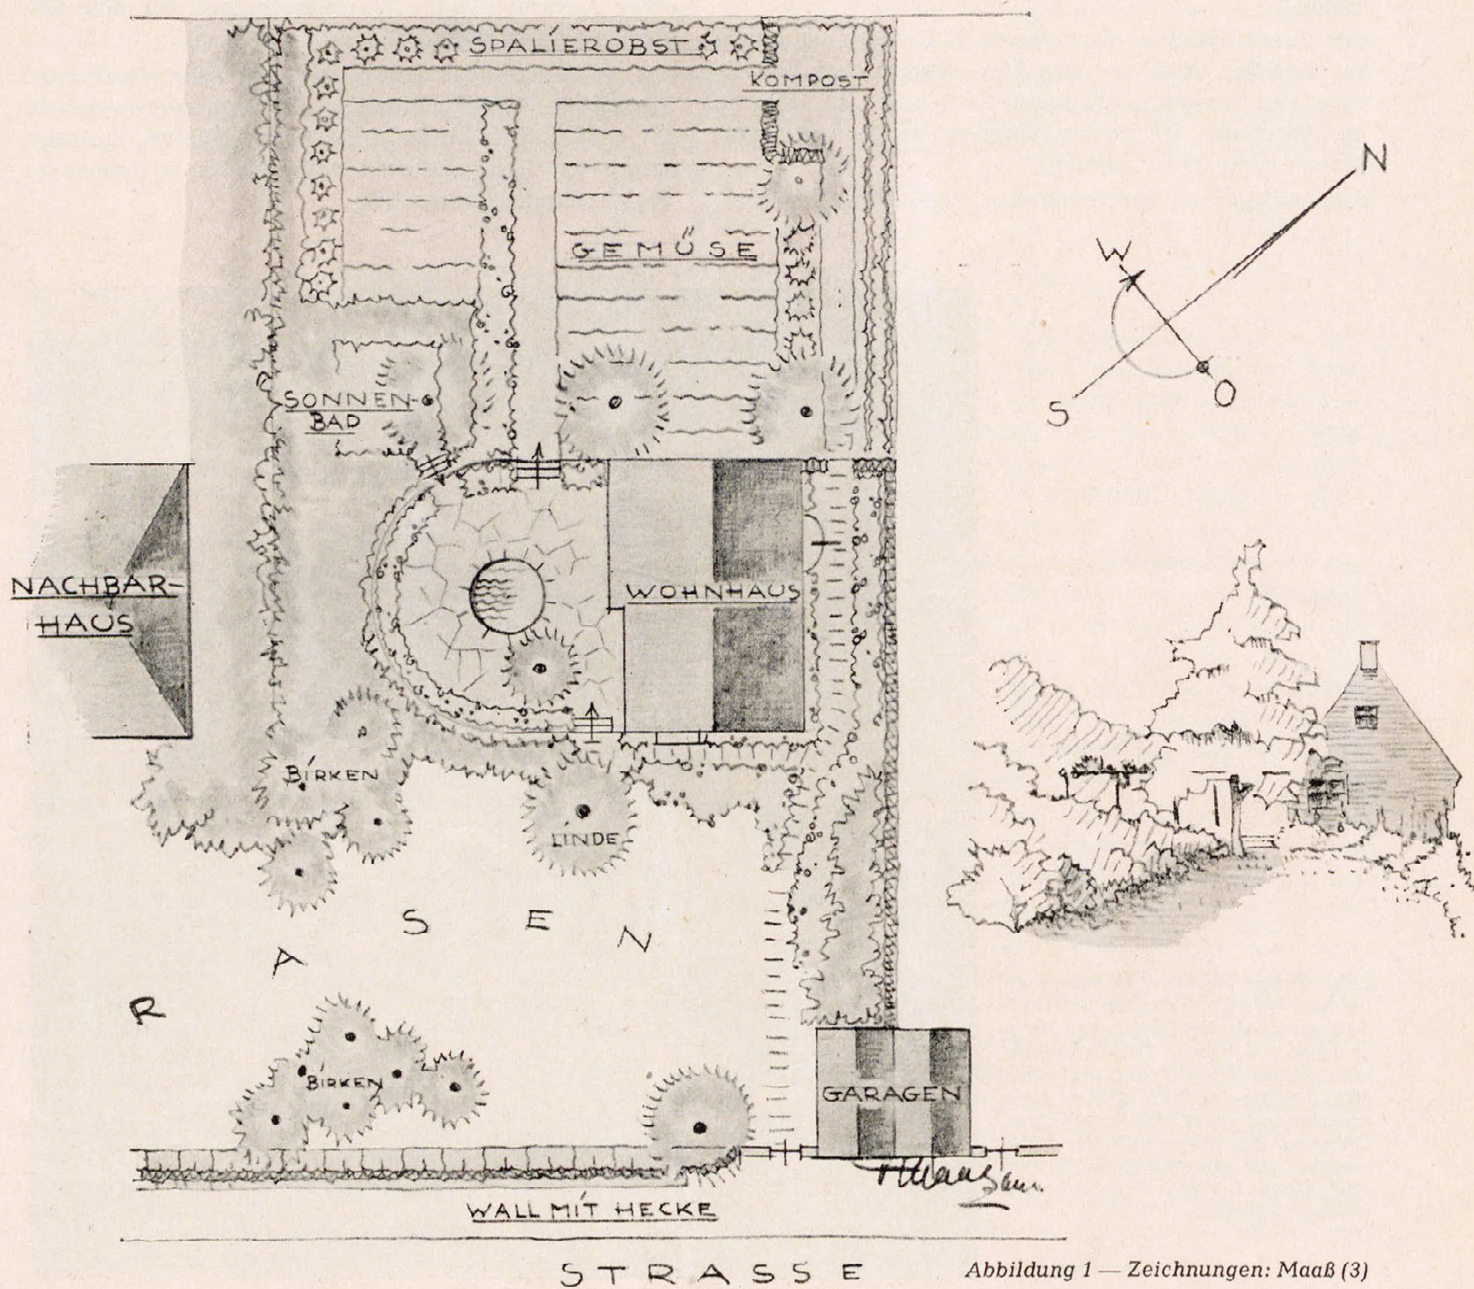 SPALIEROBST
KOMPOST
GEMÜSE
N
W
S
O
SONNEN-
BAD
NACHBAR-
HAUS
WOHNHAUS
BIRKEN
LINDE
RASEN
BIRKEN
GARAGEN
WALL MIT HECKE
STRASSE
Abbildung 1 — Zeichnungen: Maaß (3)